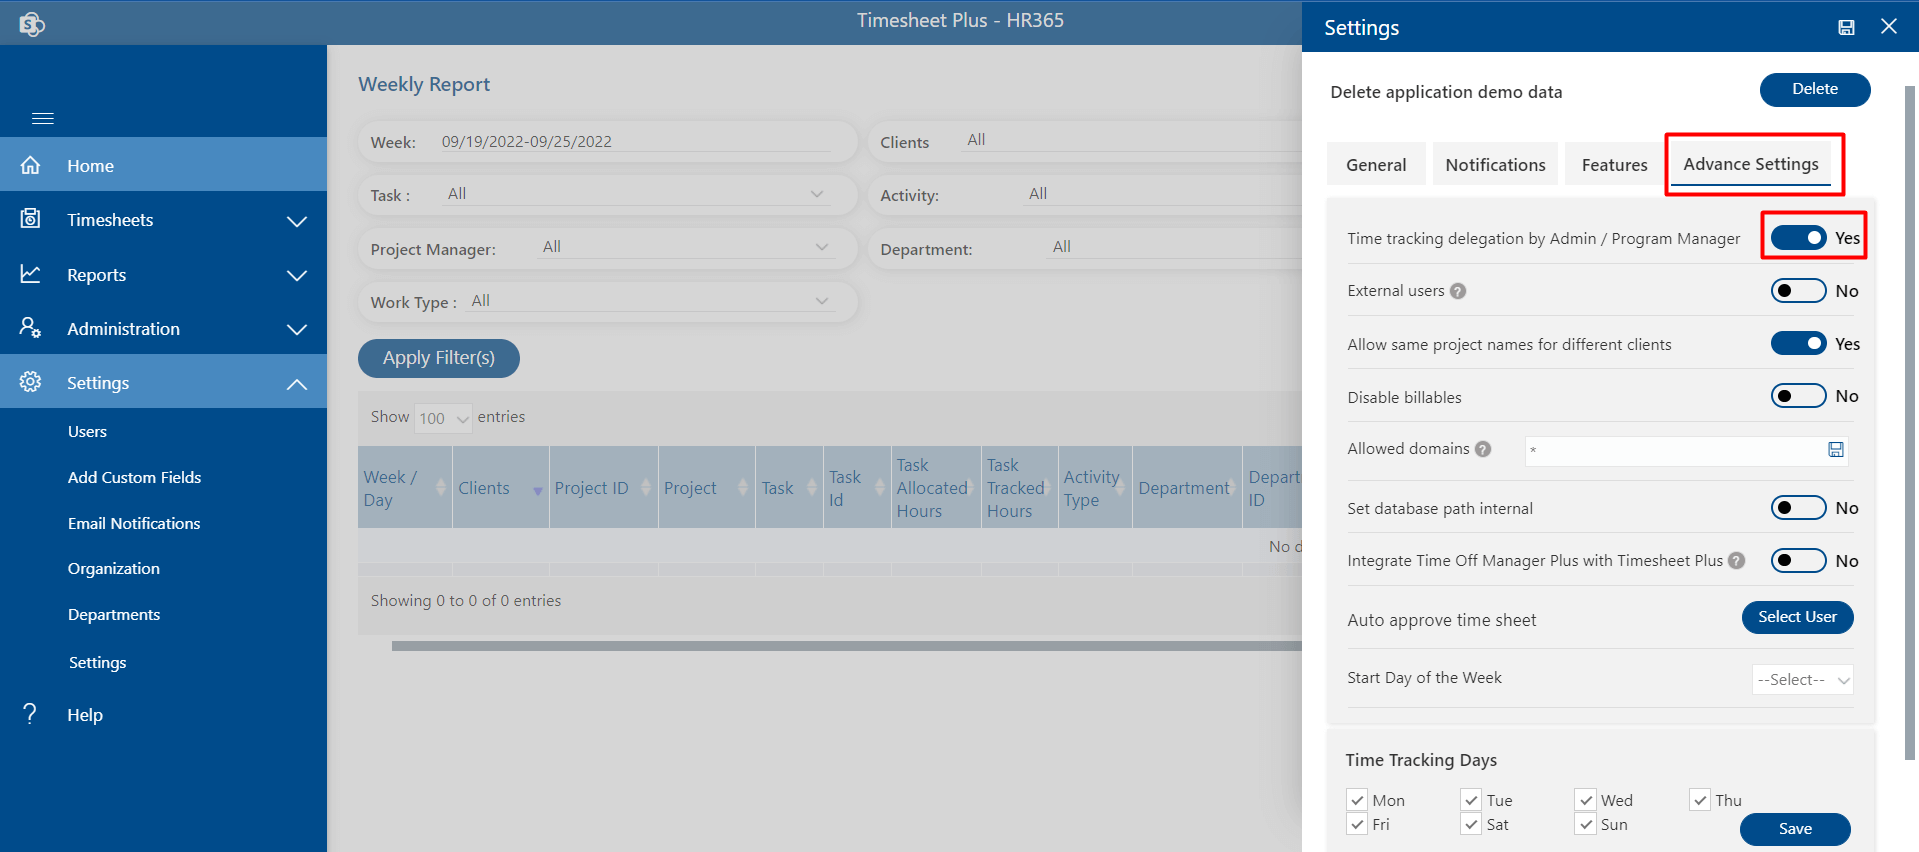 S
Timesheet Plus - HR365
Home
Timesheets
Reports
Administration
Settings
Users
Add Custom Fields
Email Notifications
Organization
Departments
Settings
? Help
Weekly Report
Week: 09/19/2022-09/25/2022
Clients All
Task : All
Activity: All
Project Manager: All
Department: All
Work Type : All
Apply Filter(s)
Show 100 entries
Week /
Day
Clients
Project ID
Project
Task
Task
Id
Task
Allocated
Hours
Task
Tracked
Hours
Activity
Type
Department
Depart
ID
No d
Showing 0 to 0 of 0 entries
Settings
Delete application demo data
Delete
General
Notifications
Features
Advance Settings
Time tracking delegation by Admin / Program Manager Yes
External users ? No
Allow same project names for different clients Yes
Disable billables No
Allowed domains ? *
Set database path internal No
Integrate Time Off Manager Plus with Timesheet Plus ? No
Auto approve time sheet Select User
Start Day of the Week --Select--
Time Tracking Days
Mon Tue Wed Thu
Fri Sat Sun
Save